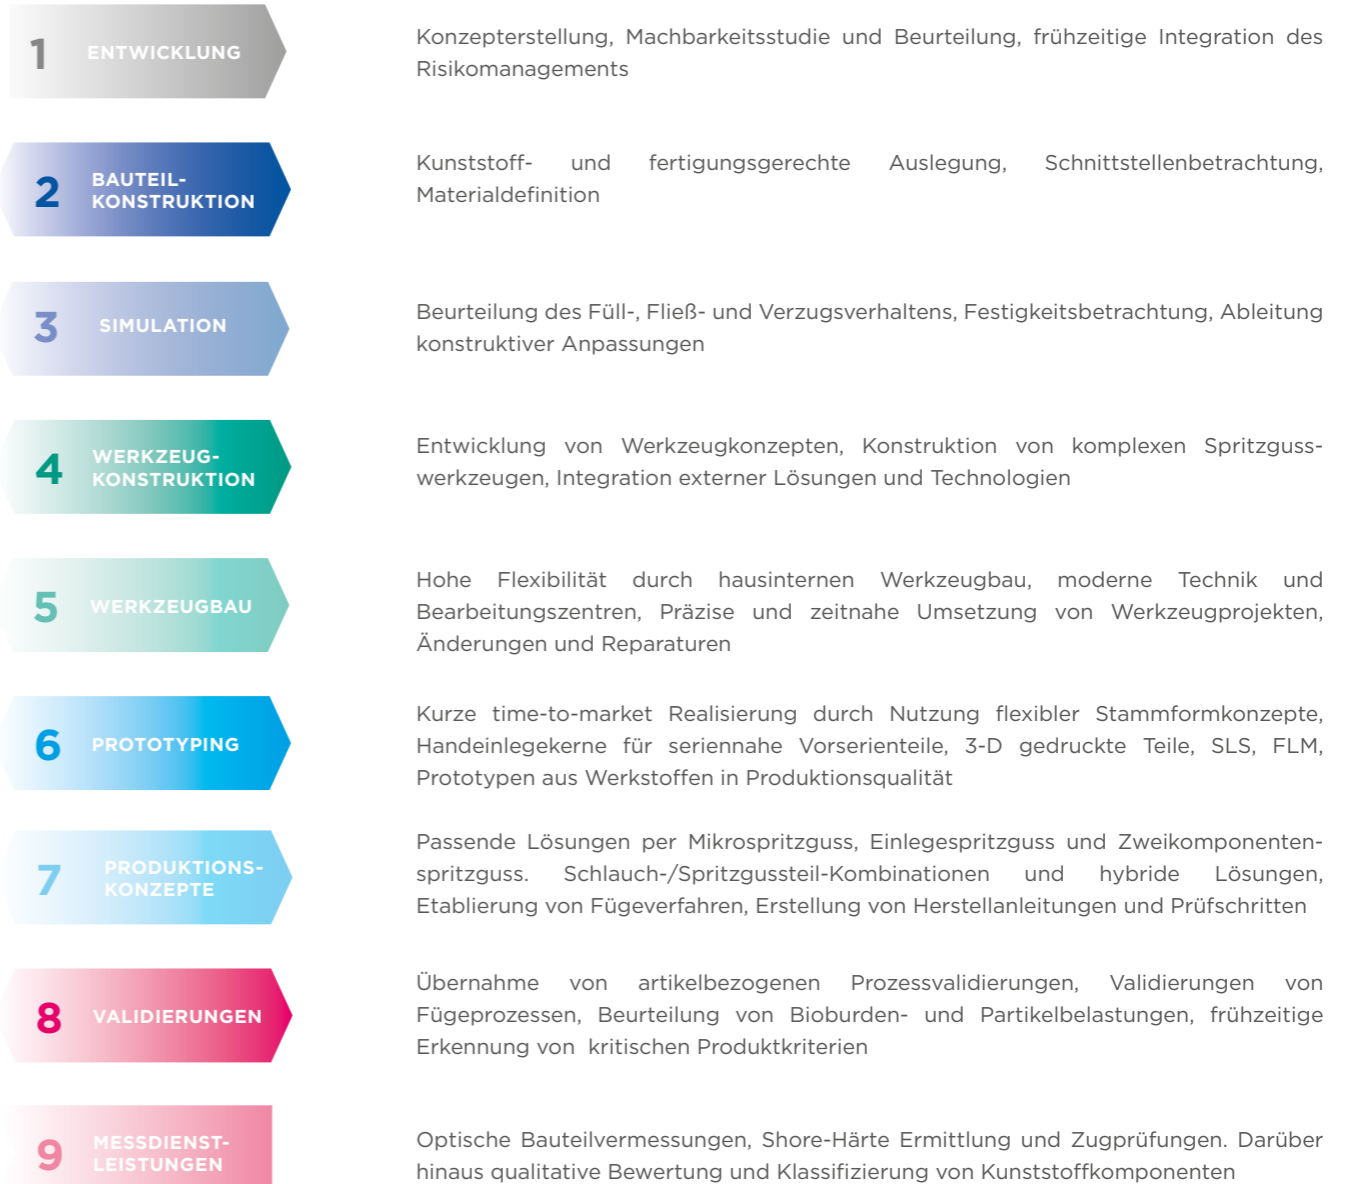 1 ENTWICKLUNG
Konzepterstellung, Machbarkeitsstudie und Beurteilung, frühzeitige Integration des
Risikomanagements
2 BAUTEIL-
KONSTRUKTION
Kunststoff- und fertigungsgerechte Auslegung, Schnittstellenbetrachtung,
Materialdefinition
3 SIMULATION
Beurteilung des Füll-, Fließ- und Verzugsverhaltens, Festigkeitsbetrachtung, Ableitung
konstruktiver Anpassungen
4 WERKZEUG-
KONSTRUKTION
Entwicklung von Werkzeugkonzepten, Konstruktion von komplexen Spritzguss-
werkzeugen, Integration externer Lösungen und Technologien
5 WERKZEUGBAU
Hohe Flexibilität durch hausinternen Werkzeugbau, moderne Technik und
Bearbeitungszentren, Präzise und zeitnahe Umsetzung von Werkzeugprojekten,
Änderungen und Reparaturen
6 PROTOTYPING
Kurze time-to-market Realisierung durch Nutzung flexibler Stammformkonzepte,
Handeinlegekerne für seriennahe Vorserienteile, 3-D gedruckte Teile, SLS, FLM,
Prototypen aus Werkstoffen in Produktionsqualität
7 PRODUKTIONS-
KONZEPTE
Passende Lösungen per Mikrospritzguss, Einlegespritzguss und Zweikomponenten-
spritzguss. Schlauch-/Spritzgussteil-Kombinationen und hybride Lösungen,
Etablierung von Fügeverfahren, Erstellung von Herstellanleitungen und Prüfschritten
8 VALIDIERUNGEN
Übernahme von artikelbezogenen Prozessvalidierungen, Validierungen von
Fügeprozessen, Beurteilung von Bioburden- und Partikelbelastungen, frühzeitige
Erkennung von kritischen Produktkriterien
9 MESSDIENST-
LEISTUNGEN
Optische Bauteilvermessungen, Shore-Härte Ermittlung und Zugprüfungen. Darüber
hinaus qualitative Bewertung und Klassifizierung von Kunststoffkomponenten